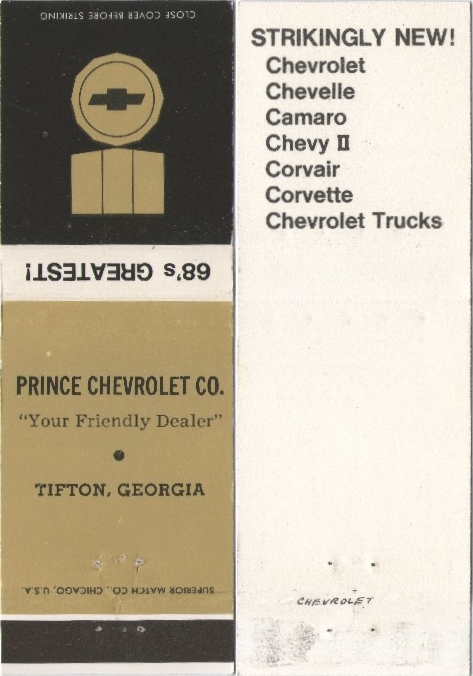 CLOSE COVER BEFORE STRIKING
68's GREATEST!
PRINCE CHEVROLET CO.
"Your Friendly Dealer"
TIFTON, GEORGIA
SUPERIOR MATCH CO., CHICAGO, U.S.A.
STRIKINGLY NEW!
Chevrolet
Chevelle
Camaro
Chevy II
Corvair
Corvette
Chevrolet Trucks
CHEVROLET